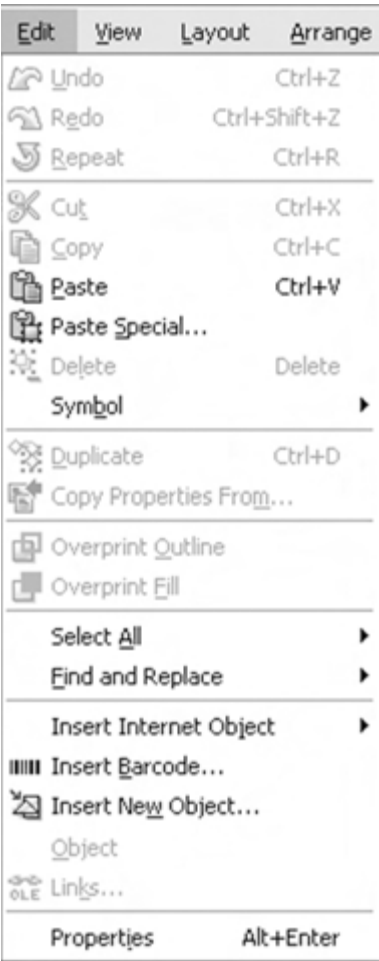 Edit View Layout Arrange
Undo Ctrl+Z
Redo Ctrl+Shift+Z
Repeat Ctrl+R
Cut Ctrl+X
Copy Ctrl+C
Paste Ctrl+V
Paste Special...
Delete Delete
Symbol
Duplicate Ctrl+D
Copy Properties From...
Overprint Outline
Overprint Fill
Select All
Find and Replace
Insert Internet Object
Insert Barcode...
Insert New Object...
Object
OLE Links...
Properties Alt+Enter